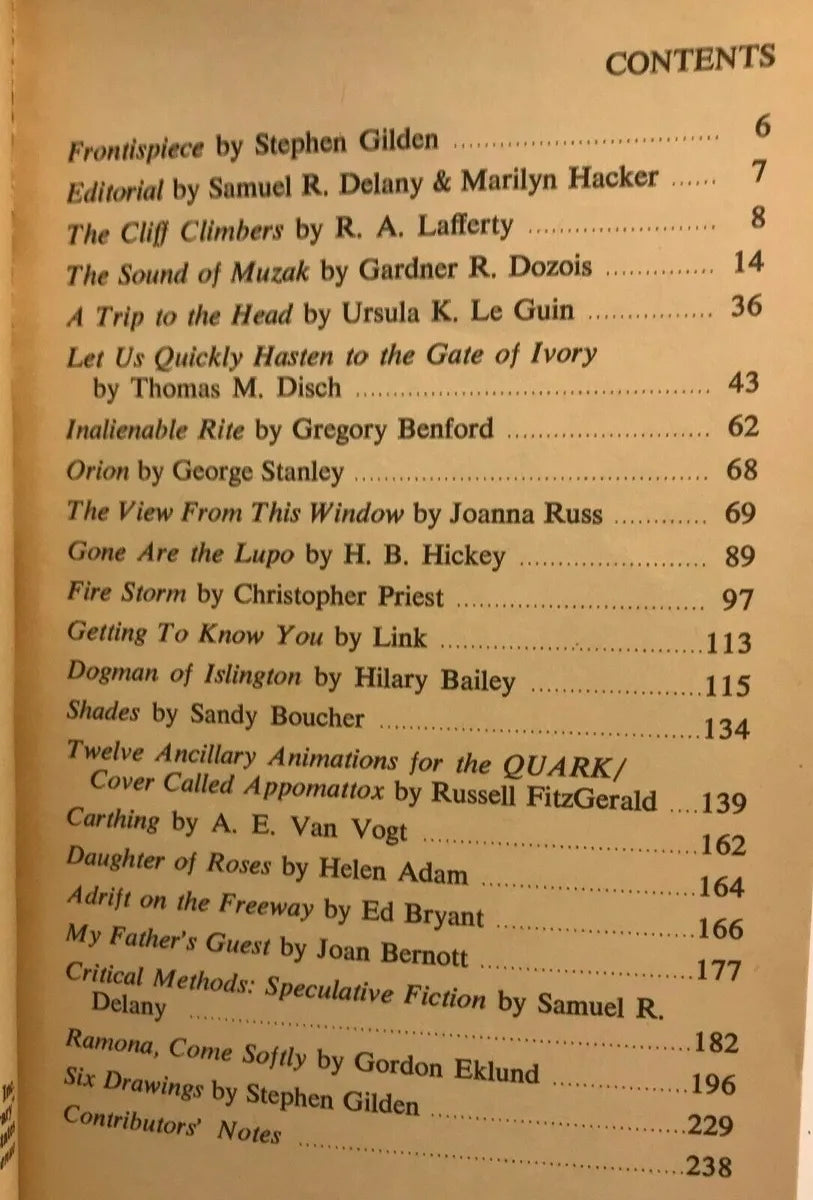 CONTENTS
Frontispiece by Stephen Gilden ................................ 6
Editorial by Samuel R. Delany & Marilyn Hacker ...... 7
The Cliff Climbers by R. A. Lafferty ........................ 8
The Sound of Muzak by Gardner R. Dozois .............. 14
A Trip to the Head by Ursula K. Le Guin ................ 36
Let Us Quickly Hasten to the Gate of Ivory
by Thomas M. Disch ............................................. 43
Inalienable Rite by Gregory Benford .......................... 62
Orion by George Stanley ............................................. 68
The View From This Window by Joanna Russ ............ 69
Gone Are the Lupo by H. B. Hickey ........................ 89
Fire Storm by Christopher Priest ................................ 97
Getting To Know You by Link .................................113
Dogman of Islington by Hilary Bailey .....................115
Shades by Sandy Boucher .........................................134
Twelve Ancillary Animations for the QUARK/
Cover Called Appomattox by Russell FitzGerald ....139
Carthing by A. E. Van Vogt ...................................162
Daughter of Roses by Helen Adam ...........................164
Adrift on the Freeway by Ed Bryant .........................166
My Father's Guest by Joan Bernott ...........................177
Critical Methods: Speculative Fiction by Samuel R.
Delany ...............................................................182
Ramona, Come Softly by Gordon Eklund ..................196
Six Drawings by Stephen Gilden ................................229
Contributors' Notes ..................................................238